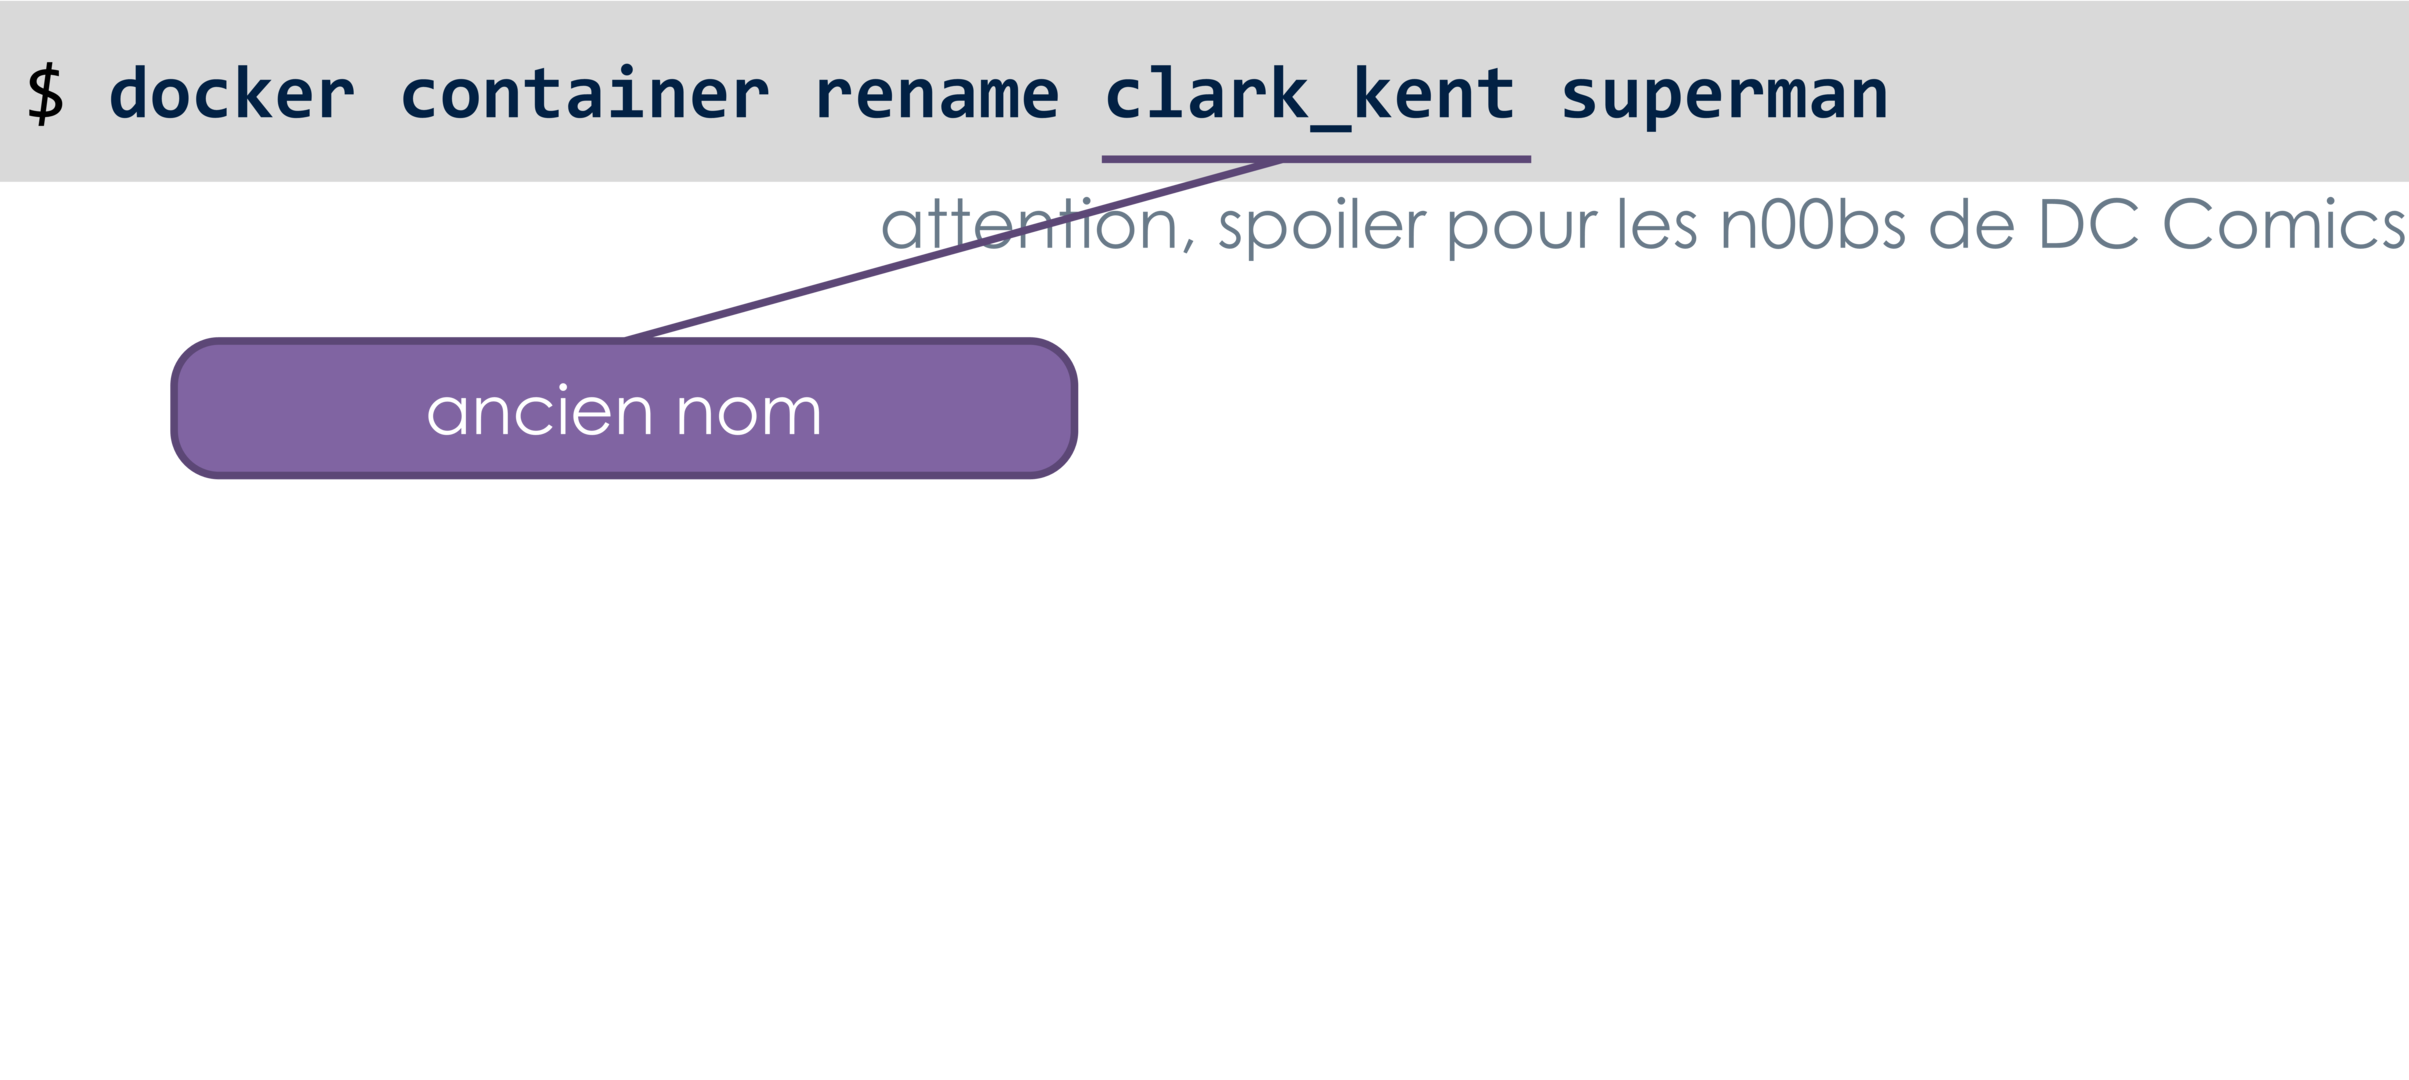 $ docker container rename clark_kent superman
attention, spoiler pour les n00bs de DC Comics
ancien nom